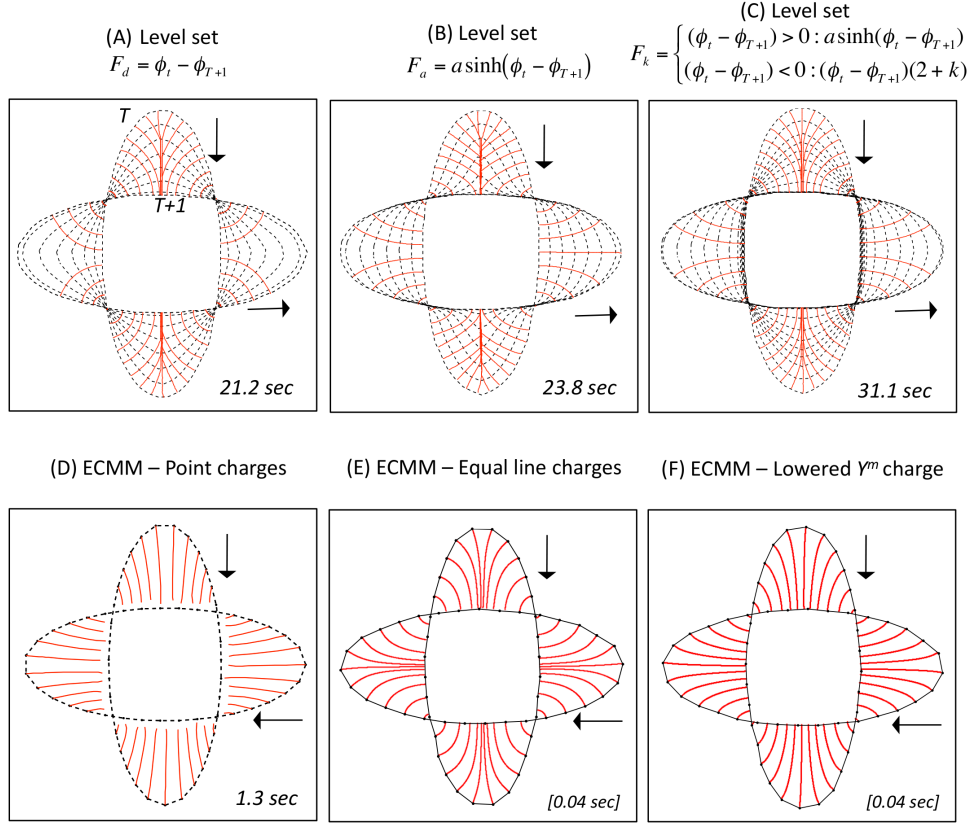 (A) Level set
F_d = ϕ_t − ϕ_{T+1}
(B) Level set
F_a = a sinh(ϕ_t − ϕ_{T+1})
(C) Level set
F_k = { (ϕ_t − ϕ_{T+1}) > 0 : a sinh(ϕ_t − ϕ_{T+1})
(ϕ_t − ϕ_{T+1}) < 0 : (ϕ_t − ϕ_{T+1})(2 + k)
T
T+1
21.2 sec
23.8 sec
31.1 sec
(D) ECMM – Point charges
(E) ECMM – Equal line charges
(F) ECMM – Lowered Y^m charge
1.3 sec
[0.04 sec]
[0.04 sec]